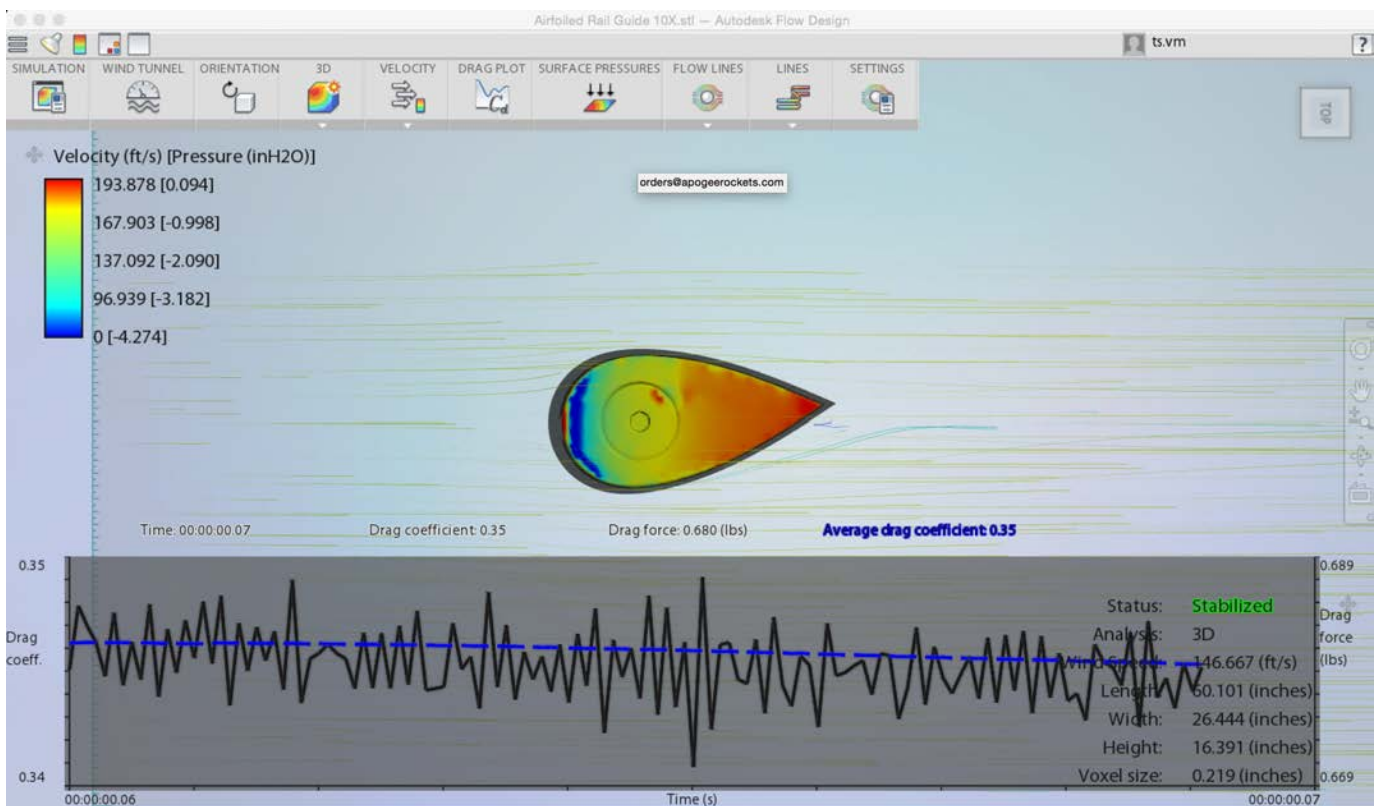 Airfoiled Rail Guide 10X.stl — Autodesk Flow Design
ts.vm
?
SIMULATION WIND TUNNEL ORIENTATION 3D VELOCITY DRAG PLOT SURFACE PRESSURES FLOW LINES LINES SETTINGS
Cd
TOP
Velocity (ft/s) [Pressure (inH2O)]
193.878 [0.094]
167.903 [-0.998]
137.092 [-2.090]
96.939 [-3.182]
0 [-4.274]
orders@apogeerockets.com
Time: 00:00:00.07 Drag coefficient: 0.35 Drag force: 0.680 (lbs) Average drag coefficient: 0.35
0.35
Drag
coeff.
0.34
0.689
Drag
force
(lbs)
0.669
Status: Stabilized
Analysis: 3D
Wind Speed: 146.667 (ft/s)
Length: 60.101 (inches)
Width: 26.444 (inches)
Height: 16.391 (inches)
Voxel size: 0.219 (inches)
00:00:00.06 Time (s) 00:00:00.07